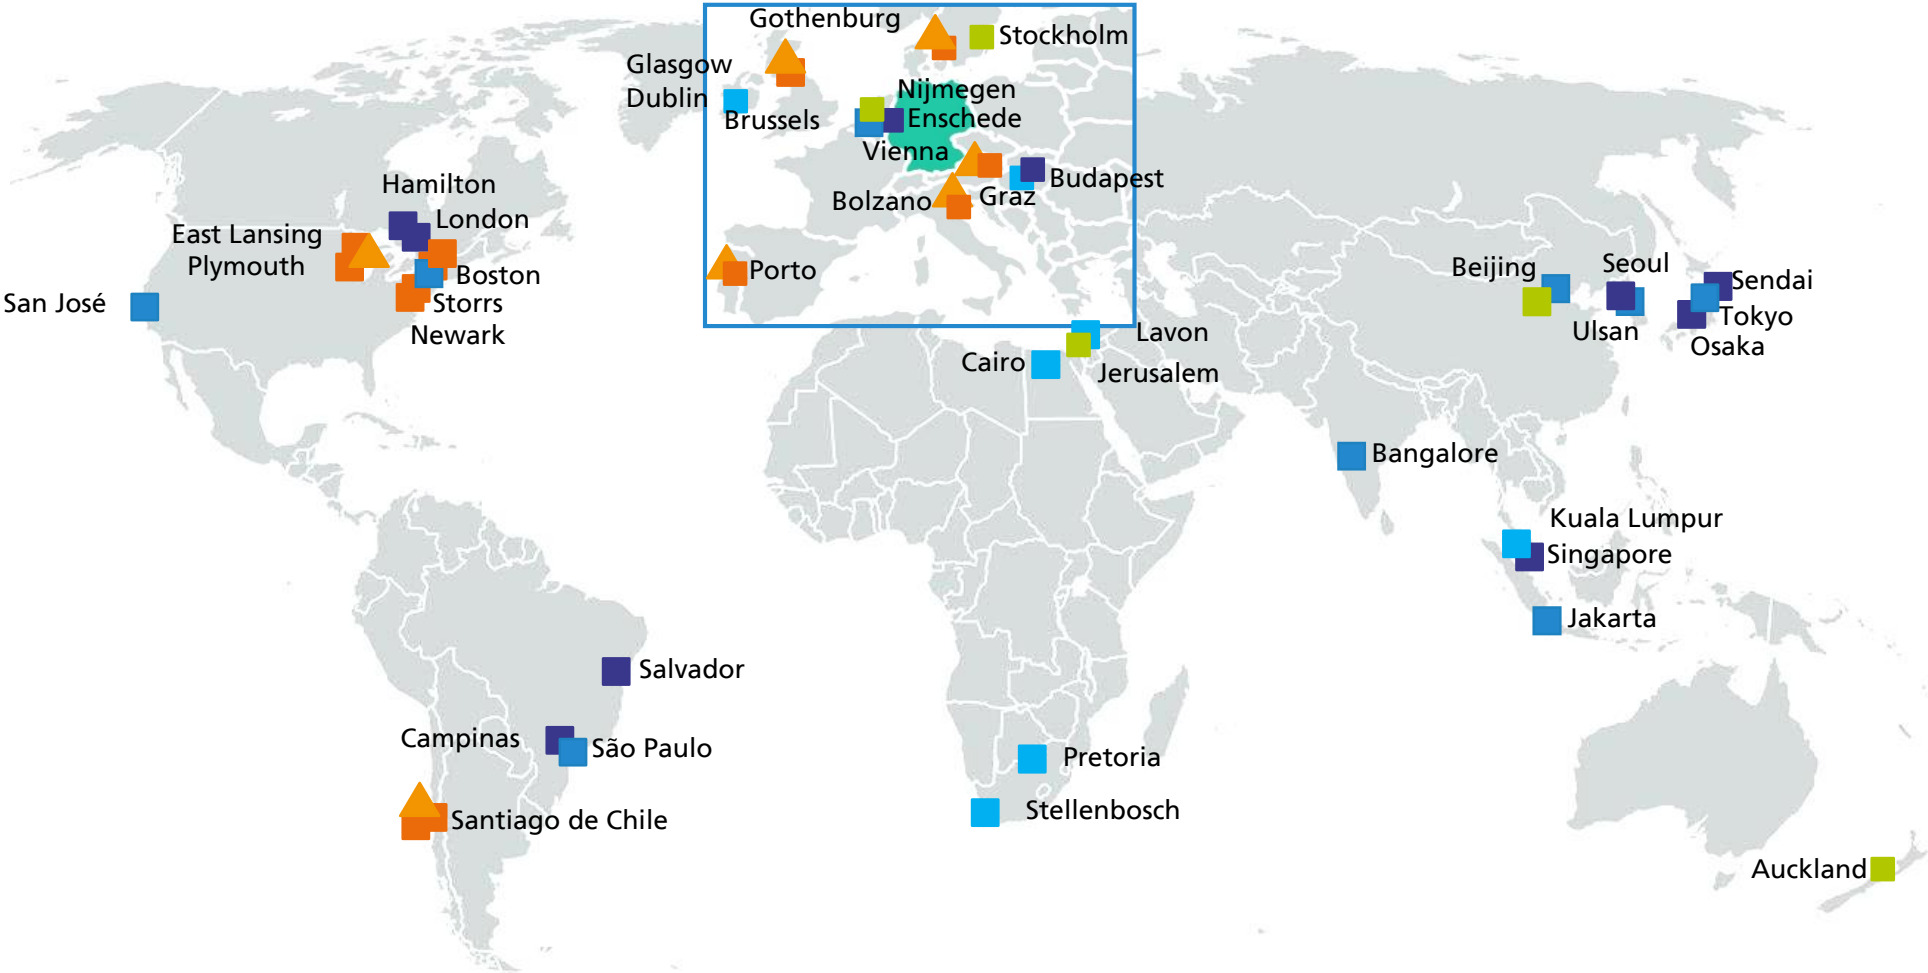 Gothenburg
Stockholm
Glasgow
Dublin
Nijmegen
Brussels
Enschede
Vienna
Budapest
Bolzano
Graz
Porto
Hamilton
London
East Lansing
Plymouth
Boston
San José
Storrs
Newark
Lavon
Cairo
Jerusalem
Beijing
Seoul
Sendai
Ulsan
Tokyo
Osaka
Bangalore
Kuala Lumpur
Singapore
Jakarta
Salvador
Campinas
São Paulo
Santiago de Chile
Pretoria
Stellenbosch
Auckland